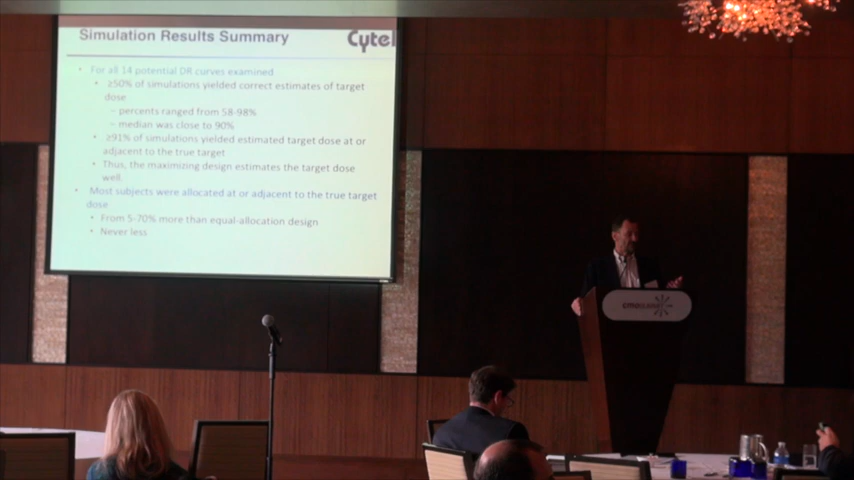 Simulation Results Summary
Cytel
• For all 14 potential DR curves examined
• ≥50% of simulations yielded correct estimates of target
dose
– percents ranged from 58-98%
– median was close to 90%
• ≥91% of simulations yielded estimated target dose at or
adjacent to the true target
• Thus, the maximizing design estimates the target dose
well.
• Most subjects were allocated at or adjacent to the true target
dose
• From 5-70% more than equal-allocation design
• Never less